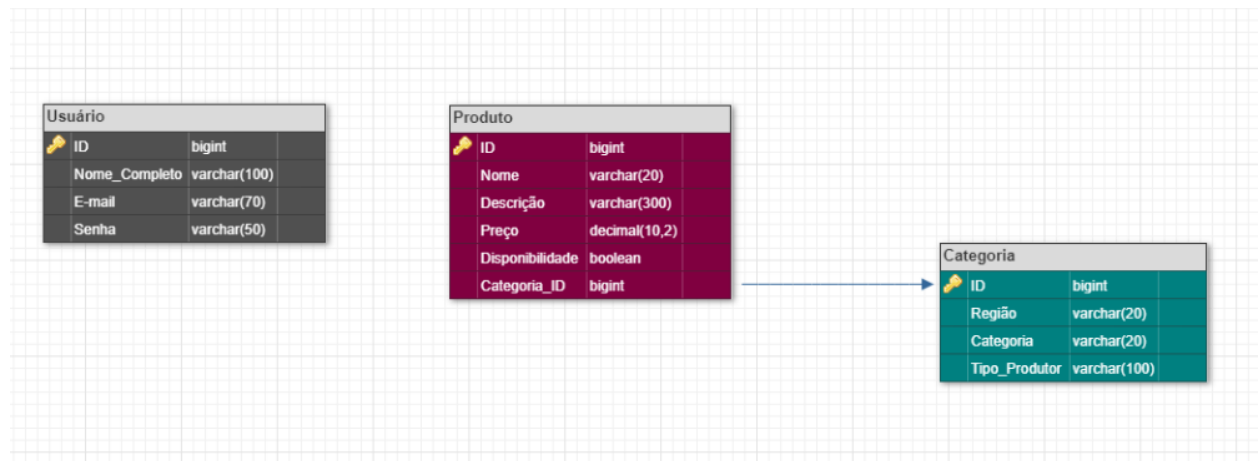 Usuário
ID bigint
Nome_Completo varchar(100)
E-mail varchar(70)
Senha varchar(50)
Produto
ID bigint
Nome varchar(20)
Descrição varchar(300)
Preço decimal(10,2)
Disponibilidade boolean
Categoria_ID bigint
Categoria
ID bigint
Região varchar(20)
Categoria varchar(20)
Tipo_Produtor varchar(100)